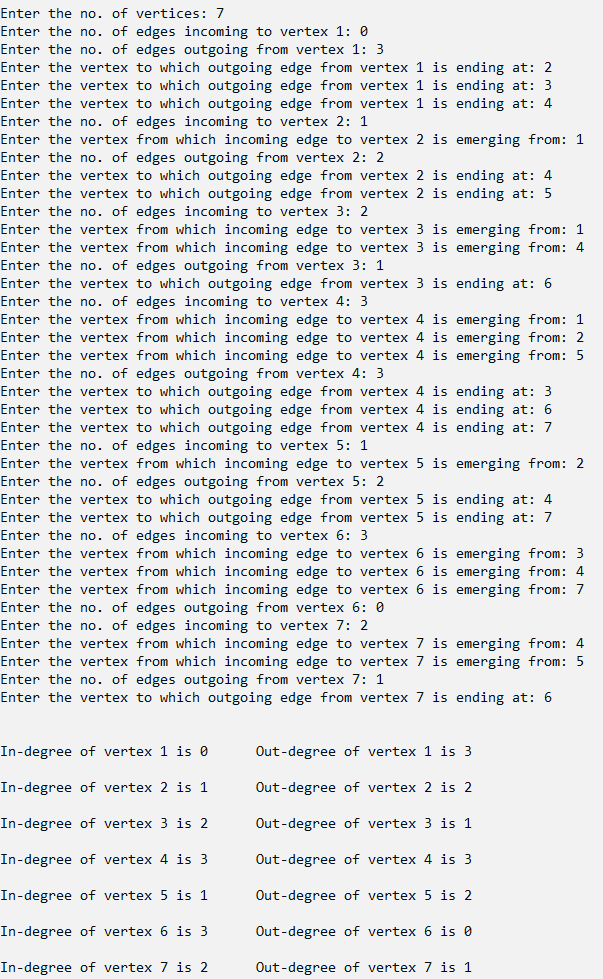 Enter the no. of vertices: 7
Enter the no. of edges incoming to vertex 1: 0
Enter the no. of edges outgoing from vertex 1: 3
Enter the vertex to which outgoing edge from vertex 1 is ending at: 2
Enter the vertex to which outgoing edge from vertex 1 is ending at: 3
Enter the vertex to which outgoing edge from vertex 1 is ending at: 4
Enter the no. of edges incoming to vertex 2: 1
Enter the vertex from which incoming edge to vertex 2 is emerging from: 1
Enter the no. of edges outgoing from vertex 2: 2
Enter the vertex to which outgoing edge from vertex 2 is ending at: 4
Enter the vertex to which outgoing edge from vertex 2 is ending at: 5
Enter the no. of edges incoming to vertex 3: 2
Enter the vertex from which incoming edge to vertex 3 is emerging from: 1
Enter the vertex from which incoming edge to vertex 3 is emerging from: 4
Enter the no. of edges outgoing from vertex 3: 1
Enter the vertex to which outgoing edge from vertex 3 is ending at: 6
Enter the no. of edges incoming to vertex 4: 3
Enter the vertex from which incoming edge to vertex 4 is emerging from: 1
Enter the vertex from which incoming edge to vertex 4 is emerging from: 2
Enter the vertex from which incoming edge to vertex 4 is emerging from: 5
Enter the no. of edges outgoing from vertex 4: 3
Enter the vertex to which outgoing edge from vertex 4 is ending at: 3
Enter the vertex to which outgoing edge from vertex 4 is ending at: 6
Enter the vertex to which outgoing edge from vertex 4 is ending at: 7
Enter the no. of edges incoming to vertex 5: 1
Enter the vertex from which incoming edge to vertex 5 is emerging from: 2
Enter the no. of edges outgoing from vertex 5: 2
Enter the vertex to which outgoing edge from vertex 5 is ending at: 4
Enter the vertex to which outgoing edge from vertex 5 is ending at: 7
Enter the no. of edges incoming to vertex 6: 3
Enter the vertex from which incoming edge to vertex 6 is emerging from: 3
Enter the vertex from which incoming edge to vertex 6 is emerging from: 4
Enter the vertex from which incoming edge to vertex 6 is emerging from: 7
Enter the no. of edges outgoing from vertex 6: 0
Enter the no. of edges incoming to vertex 7: 2
Enter the vertex from which incoming edge to vertex 7 is emerging from: 4
Enter the vertex from which incoming edge to vertex 7 is emerging from: 5
Enter the no. of edges outgoing from vertex 7: 1
Enter the vertex to which outgoing edge from vertex 7 is ending at: 6
In-degree of vertex 1 is 0      Out-degree of vertex 1 is 3
In-degree of vertex 2 is 1      Out-degree of vertex 2 is 2
In-degree of vertex 3 is 2      Out-degree of vertex 3 is 1
In-degree of vertex 4 is 3      Out-degree of vertex 4 is 3
In-degree of vertex 5 is 1      Out-degree of vertex 5 is 2
In-degree of vertex 6 is 3      Out-degree of vertex 6 is 0
In-degree of vertex 7 is 2      Out-degree of vertex 7 is 1